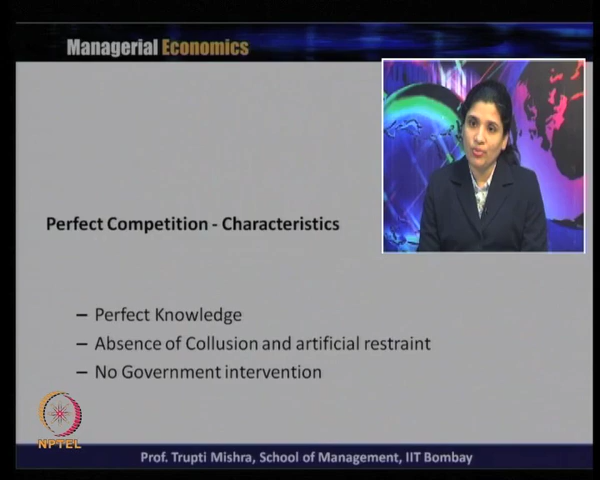 Managerial Economics
Perfect Competition - Characteristics
– Perfect Knowledge
– Absence of Collusion and artificial restraint
– No Government intervention
NPTEL
Prof. Trupti Mishra, School of Management, IIT Bombay